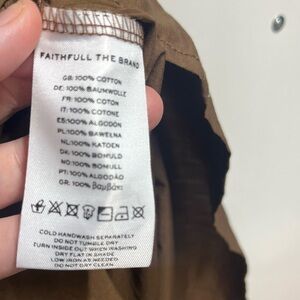 FAITHFULL THE BRAND
GB: 100% COTTON
DE: 100% BAUMWOLLE
FR: 100% COTON
IT: 100% COTONE
ES: 100% ALGODÓN
PL: 100% BAWEŁNA
NL: 100% KATOEN
DK: 100% BOMULD
NO: 100% BOMULL
PT: 100% ALGODÃO
GR: 100% Βαμβάκι
COLD HANDWASH SEPARATELY
DO NOT TUMBLE DRY
TURN INSIDE OUT WHEN WASHING
DRY FLAT IN SHADE
LOW IRON AS NEEDED
DO NOT BLEACH